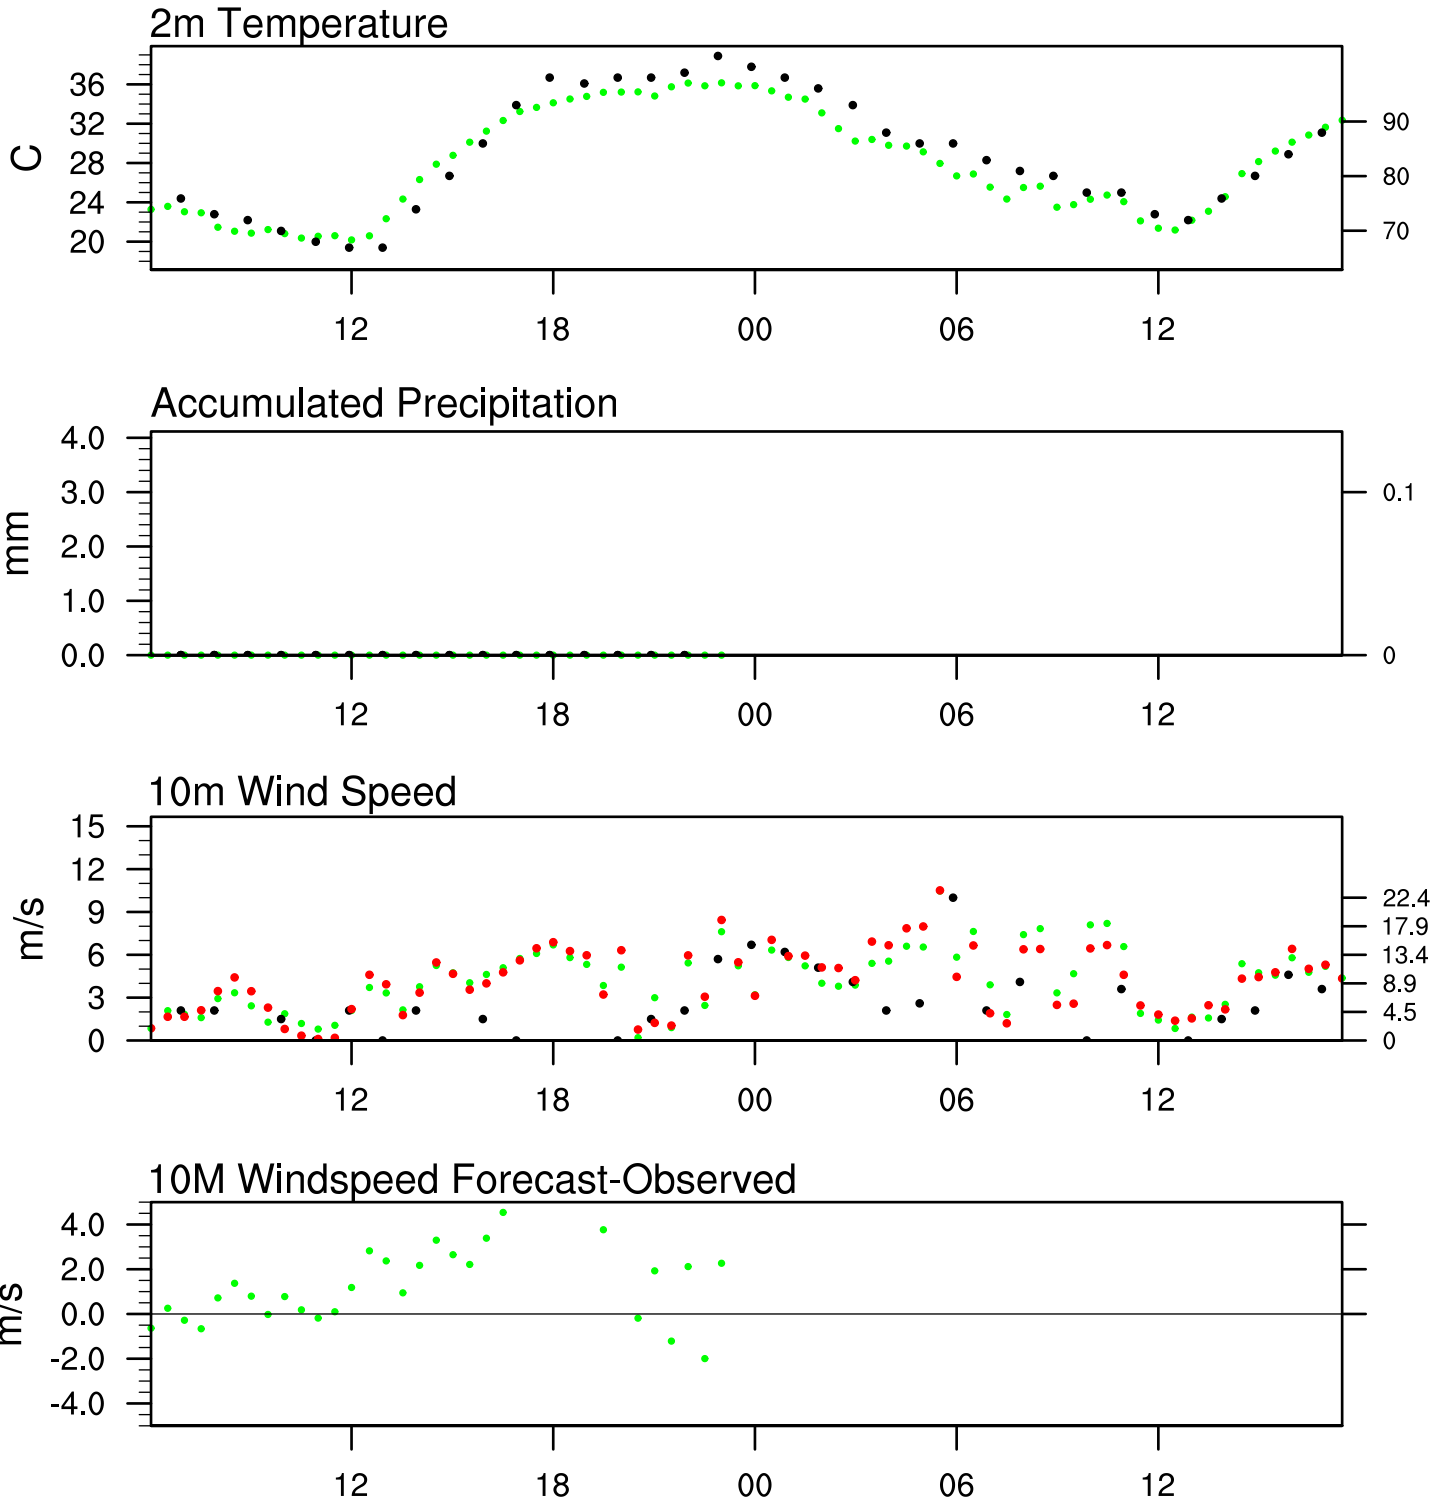 2m Temperature
C
36
32
28
24
20
90
80
70
12 18 00 06 12
Accumulated Precipitation
mm
4.0
3.0
2.0
1.0
0.0
0.1
0
12 18 00 06 12
10m Wind Speed
m/s
15
12
9
6
3
0
22.4
17.9
13.4
8.9
4.5
0
12 18 00 06 12
10M Windspeed Forecast-Observed
m/s
4.0
2.0
0.0
-2.0
-4.0
12 18 00 06 12